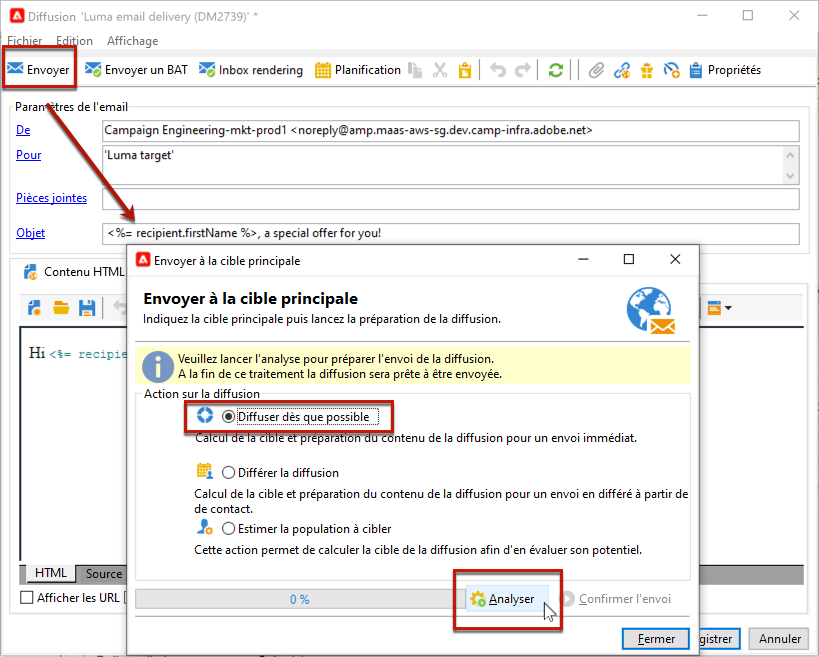 Diffusion 'Luma email delivery (DM2739)' *
Fichier Edition Affichage
Envoyer Envoyer un BAT Inbox rendering Planification Propriétés
Paramètres de l'email
De Campaign Engineering-mkt-prod1 <noreply@amp.maas-aws-sg.dev.camp-infra.adobe.net>
Pour 'Luma target'
Pièces jointes
Objet <%= recipient.firstName %>, a special offer for you!
Contenu HTML
Hi <%= recipie
Envoyer à la cible principale
Envoyer à la cible principale
Indiquez la cible principale puis lancez la préparation de la diffusion.
Veuillez lancer l'analyse pour préparer l'envoi de la diffusion.
A la fin de ce traitement la diffusion sera prête à être envoyée.
Action sur la diffusion
Diffuser dès que possible
Calcul de la cible et préparation du contenu de la diffusion pour un envoi immédiat.
Différer la diffusion
Calcul de la cible et préparation du contenu de la diffusion pour un envoi en différé à partir de
de contact.
Estimer la population à cibler
Cette action permet de calculer la cible de la diffusion afin d'en évaluer son potentiel.
HTML Source
Afficher les URL
0 % Analyser Confirmer l'envoi
Fermer gistrer Annuler